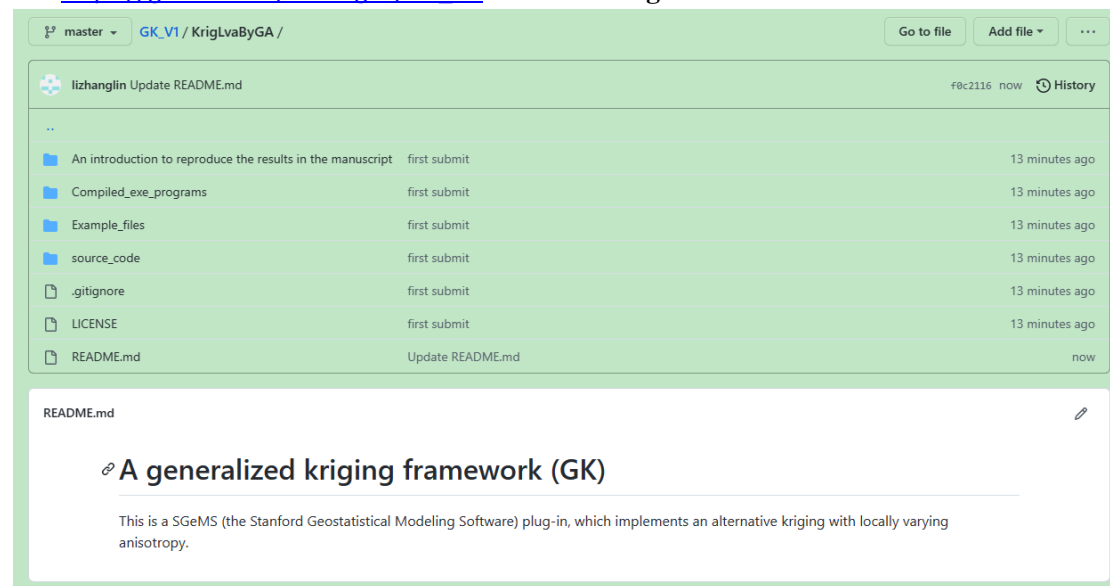 master GK_V1 / KrigLvaByGA / Go to file Add file ...
lizhanglin Update README.md f0c2116 now History
..
An introduction to reproduce the results in the manuscript first submit 13 minutes ago
Compiled_exe_programs first submit 13 minutes ago
Example_files first submit 13 minutes ago
source_code first submit 13 minutes ago
.gitignore first submit 13 minutes ago
LICENSE first submit 13 minutes ago
README.md Update README.md now
README.md
A generalized kriging framework (GK)
This is a SGeMS (the Stanford Geostatistical Modeling Software) plug-in, which implements an alternative kriging with locally varying
anisotropy.